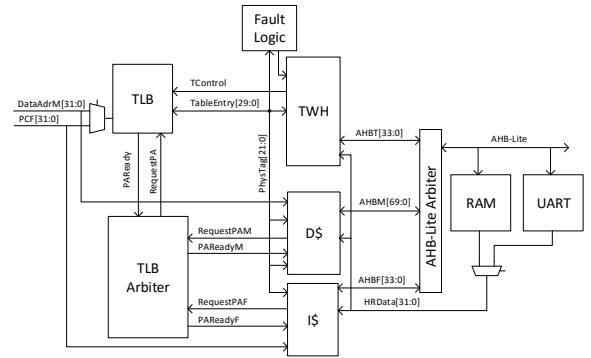 Fault
Logic
DataAdrM[31:0]
PCF[31:0]
TLB
TControl
TableEntry[29:0]
TWH
PAReady
RequestPA
PhysTag[21:0]
AHBT[33:0]
AHB-Lite
AHB-Lite Arbiter
RAM
UART
TLB
Arbiter
RequestPAM
PAReadyM
D$
AHBM[69:0]
RequestPAF
PAReadyF
I$
AHBF[33:0]
HRData[31:0]